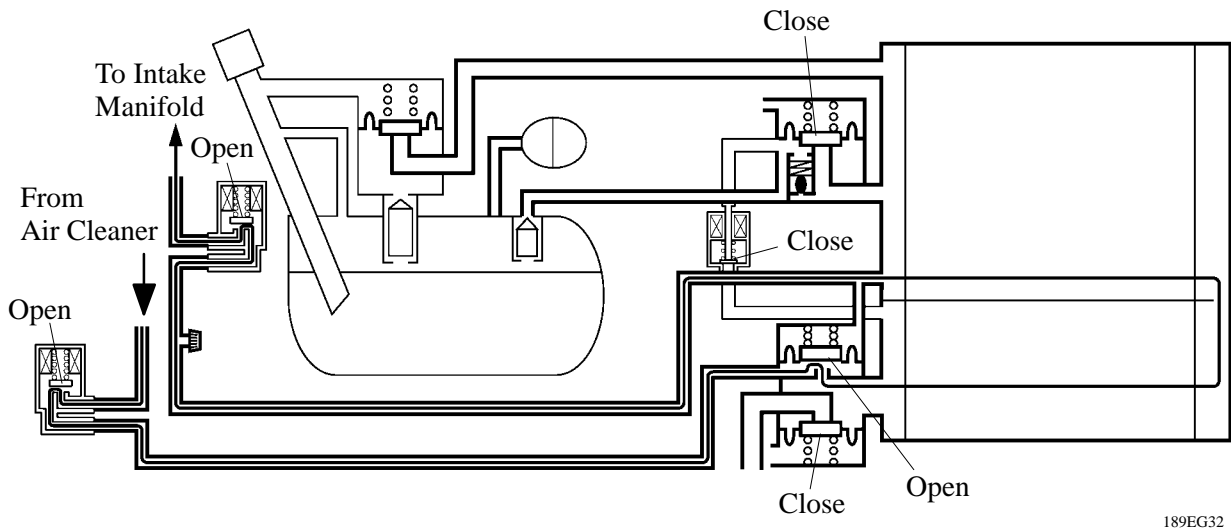 Close
To Intake
Manifold
Open
From
Air Cleaner
Close
Open
Close
Open
189EG32